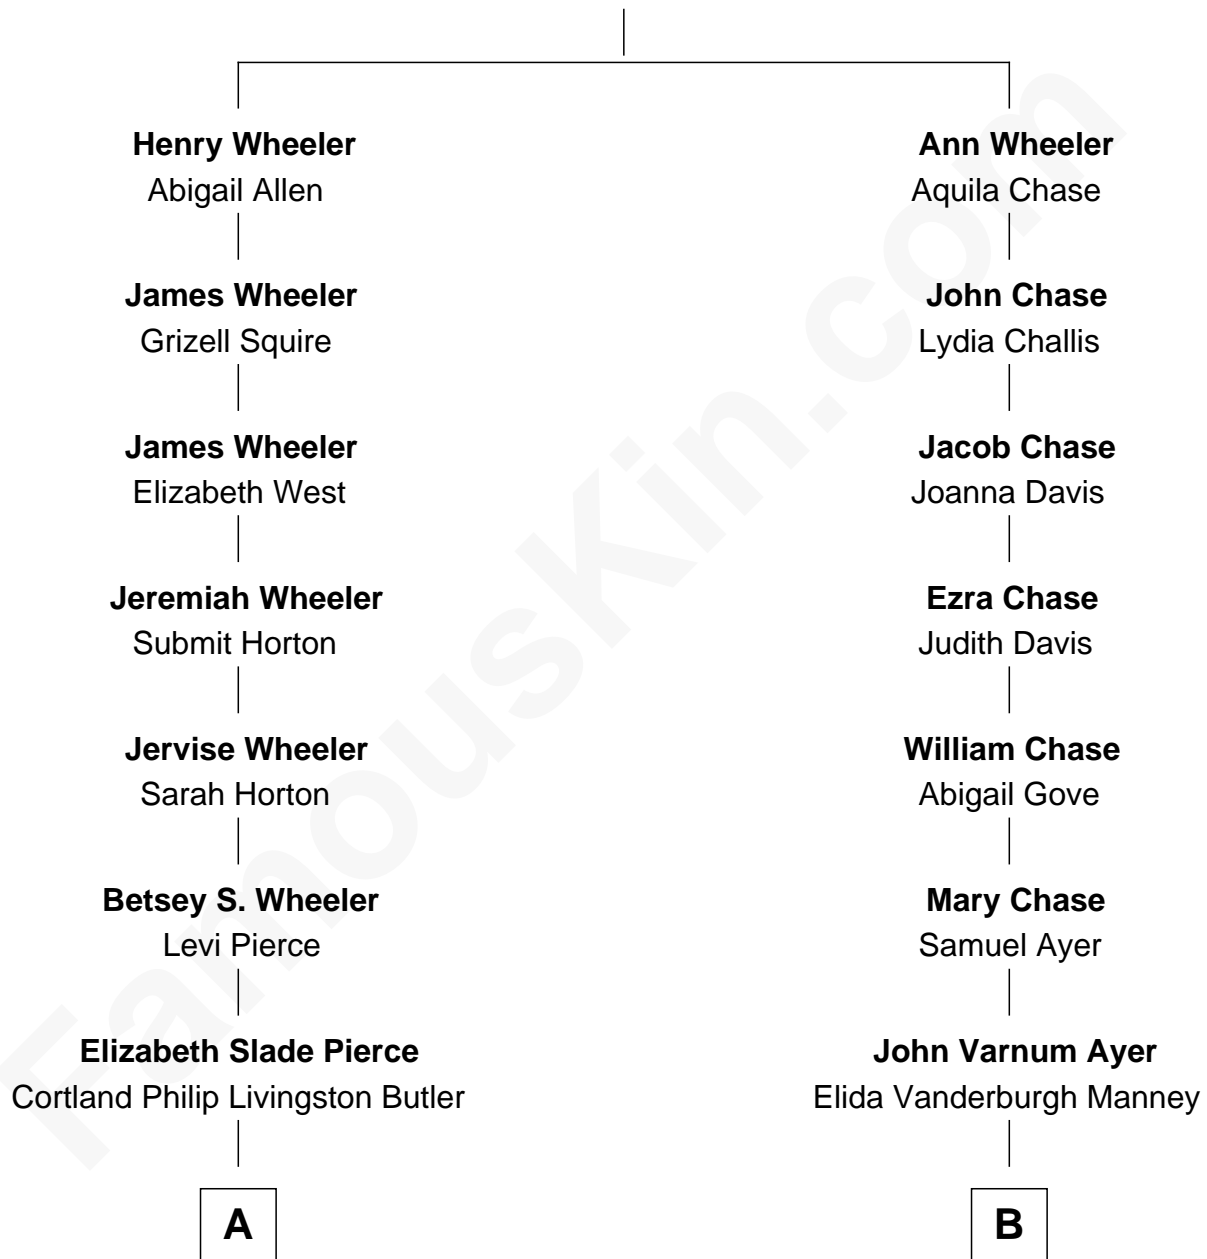 Henry Wheeler
Abigail Allen
James Wheeler
Grizell Squire
James Wheeler
Elizabeth West
Jeremiah Wheeler
Submit Horton
Jervise Wheeler
Sarah Horton
Betsey S. Wheeler
Levi Pierce
Elizabeth Slade Pierce
Cortland Philip Livingston Butler
A
Ann Wheeler
Aquila Chase
John Chase
Lydia Challis
Jacob Chase
Joanna Davis
Ezra Chase
Judith Davis
William Chase
Abigail Gove
Mary Chase
Samuel Ayer
John Varnum Ayer
Elida Vanderburgh Manney
B
FamousKin.com